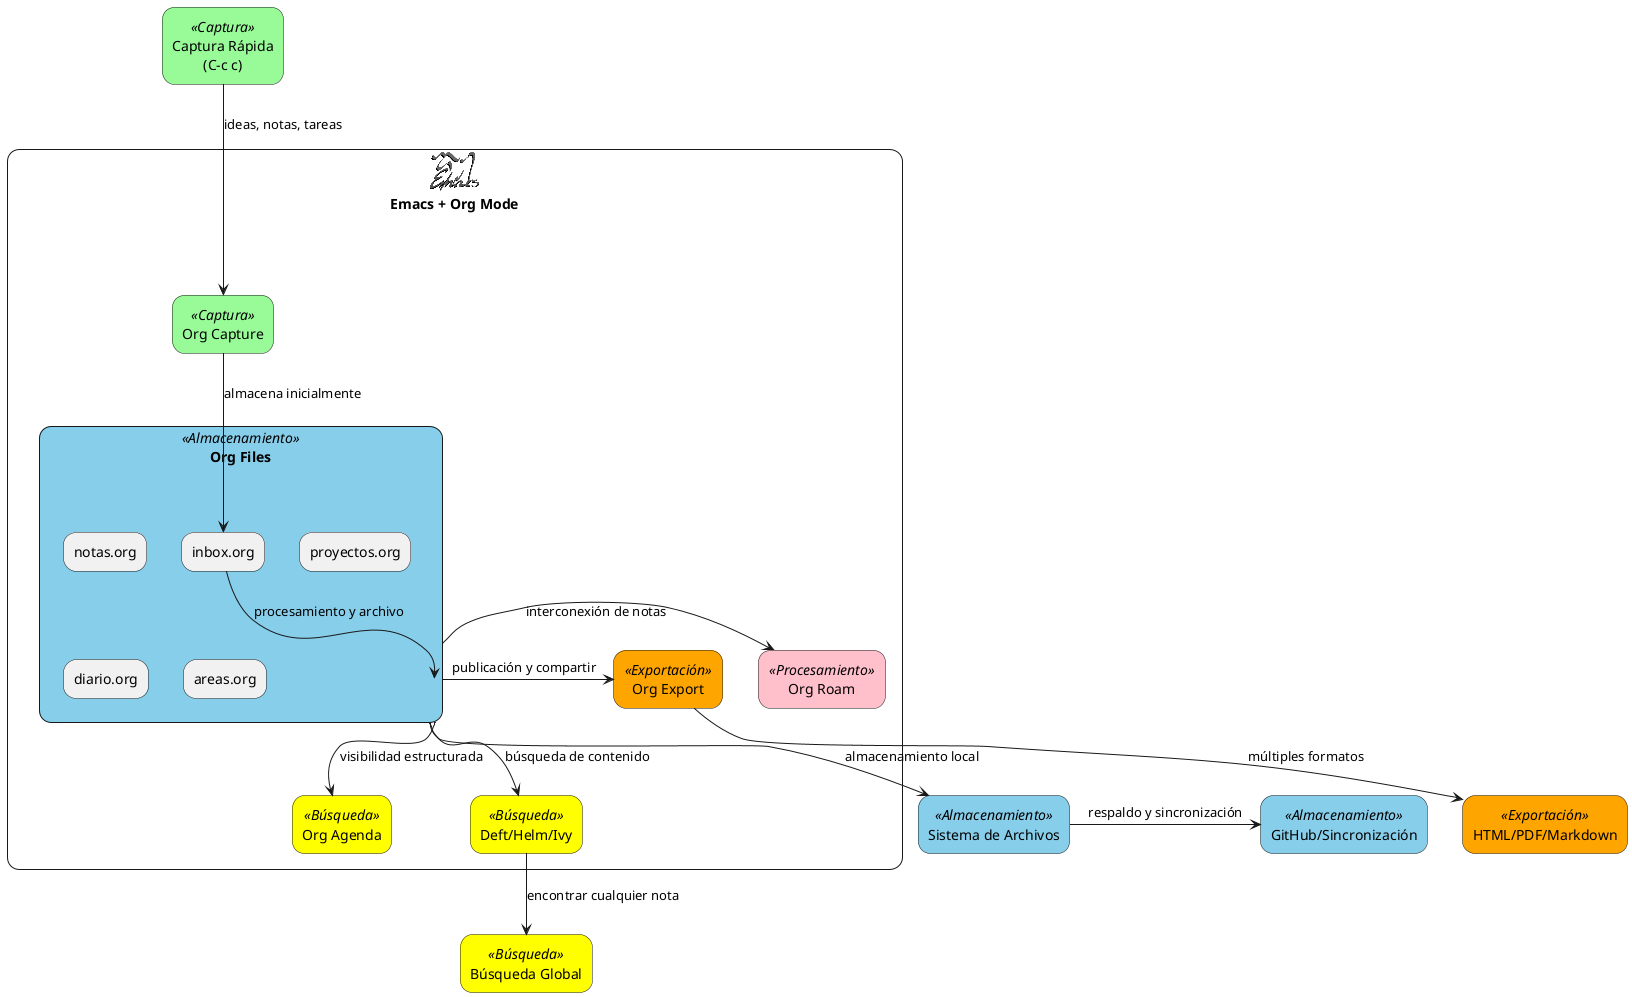 «Captura»
Captura Rápida
(C-c c)
ideas, notas, tareas
Emacs
Emacs + Org Mode
«Captura»
Org Capture
almacena inicialmente
«Almacenamiento»
Org Files
notas.org
inbox.org
proyectos.org
procesamiento y archivo
interconexión de notas
diario.org
areas.org
publicación y compartir
«Exportación»
Org Export
«Procesamiento»
Org Roam
visibilidad estructurada
búsqueda de contenido
almacenamiento local
múltiples formatos
«Búsqueda»
Org Agenda
«Búsqueda»
Deft/Helm/Ivy
«Almacenamiento»
Sistema de Archivos
respaldo y sincronización
«Almacenamiento»
GitHub/Sincronización
«Exportación»
HTML/PDF/Markdown
encontrar cualquier nota
«Búsqueda»
Búsqueda Global